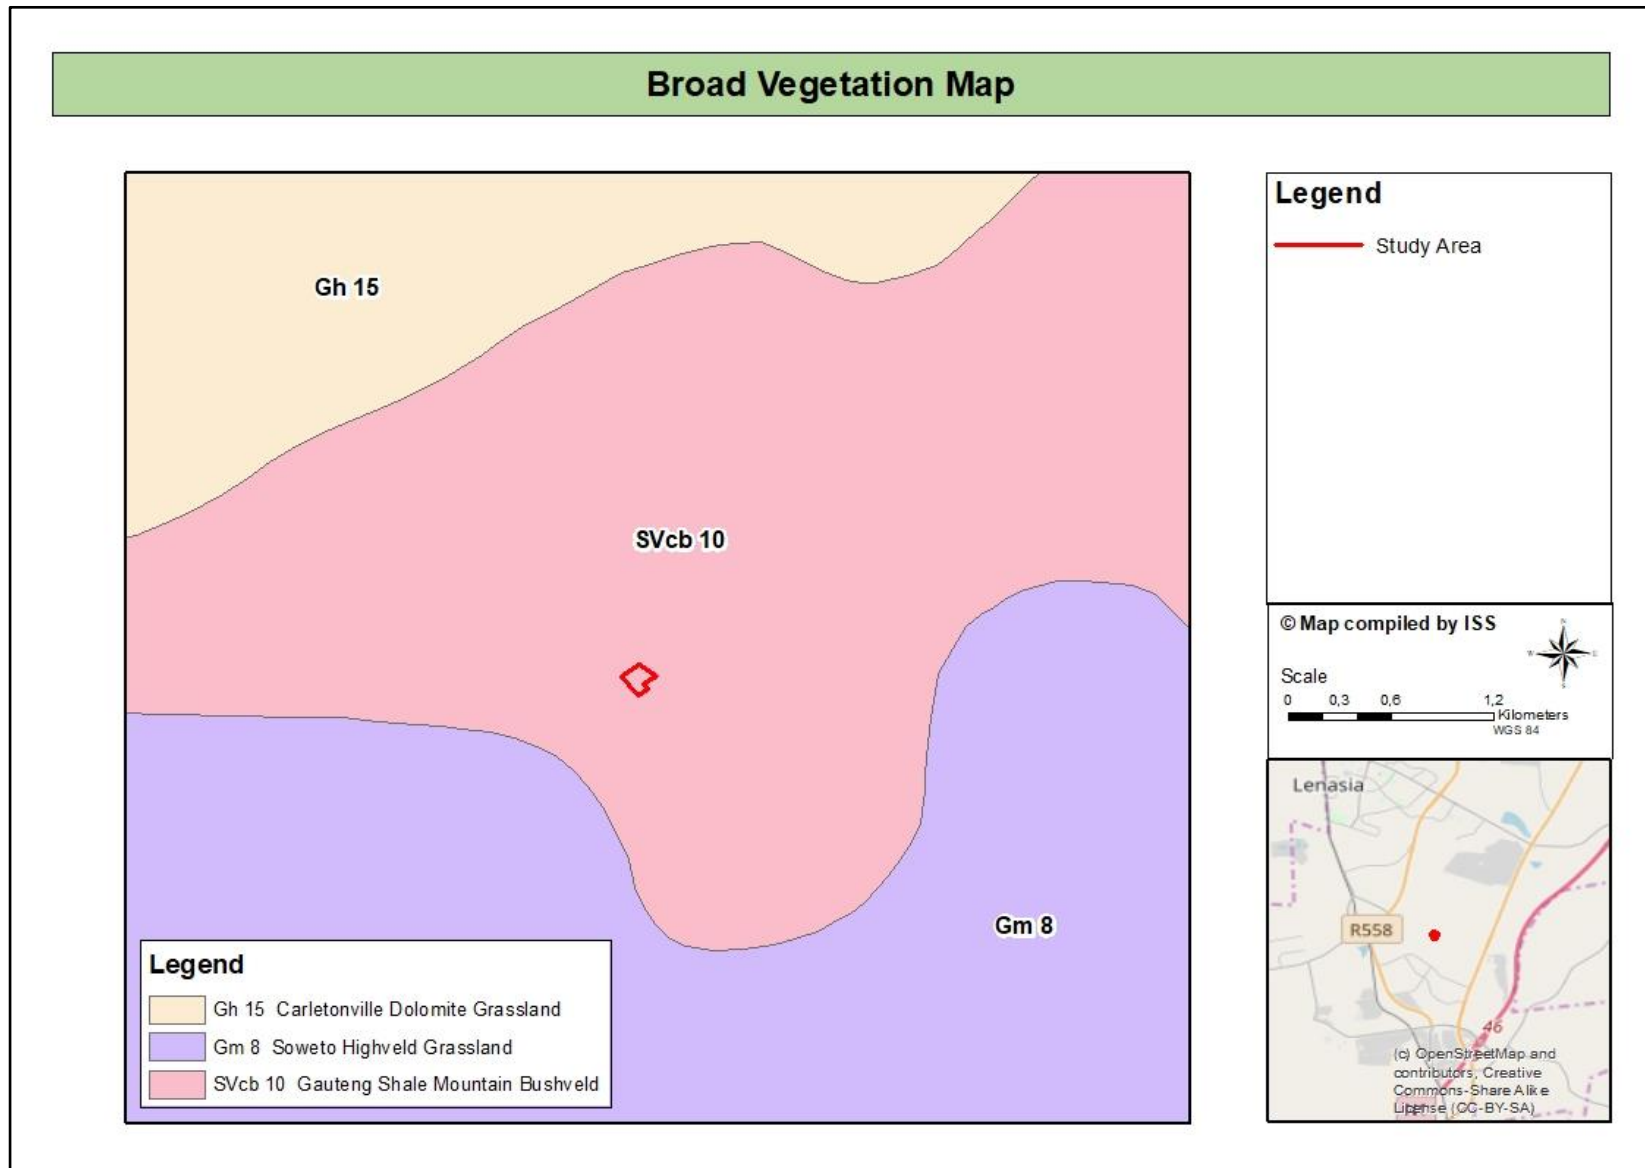 Broad Vegetation Map
Gh 15
SVcb 10
Gm 8
Legend
Gh 15 Carletonville Dolomite Grassland
Gm 8 Soweto Highveld Grassland
SVcb 10 Gauteng Shale Mountain Bushveld
Legend
Study Area
© Map compiled by ISS
N
W
E
S
Scale
0 0,3 0,6 1,2
Kilometers
WGS 84
Lenasia
R558
46
(c) OpenStreetMap and
contributors, Creative
Commons-Share Alike
License (CC-BY-SA)